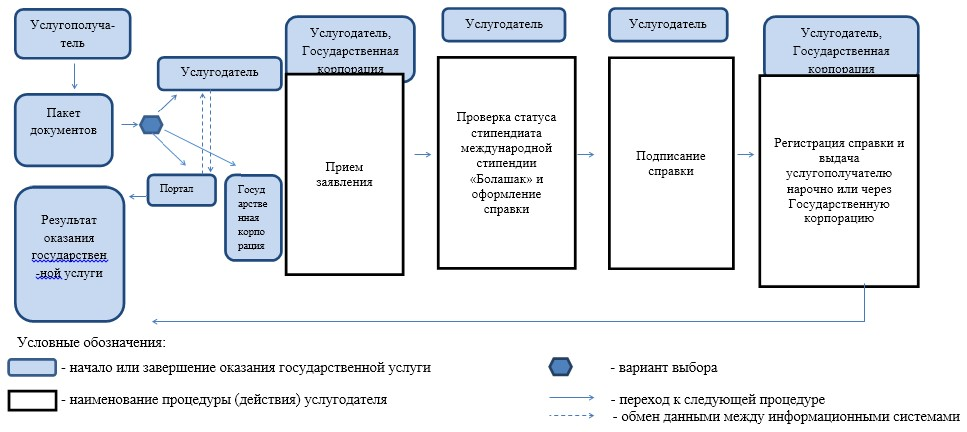 Услугополуча-
тель
Пакет
документов
Результат
оказания
государствен
-ной услуги
Услугодатель
Портал
Госуд
арстве
нная
корпо
рация
Услугодатель,
Государственная
корпорация
Прием
заявления
Услугодатель
Проверка статуса
стипендиата
международной
стипендии
«Болашак» и
оформление
справки
Услугодатель
Подписание
справки
Услугодатель,
Государственная
корпорация
Регистрация справки и
выдача
услугополучателю
нарочно или через
Государственную
корпорацию
Условные обозначения:
- начало или завершение оказания государственной услуги
- наименование процедуры (действия) услугодателя
- вариант выбора
- переход к следующей процедуре
- обмен данными между информационными системами